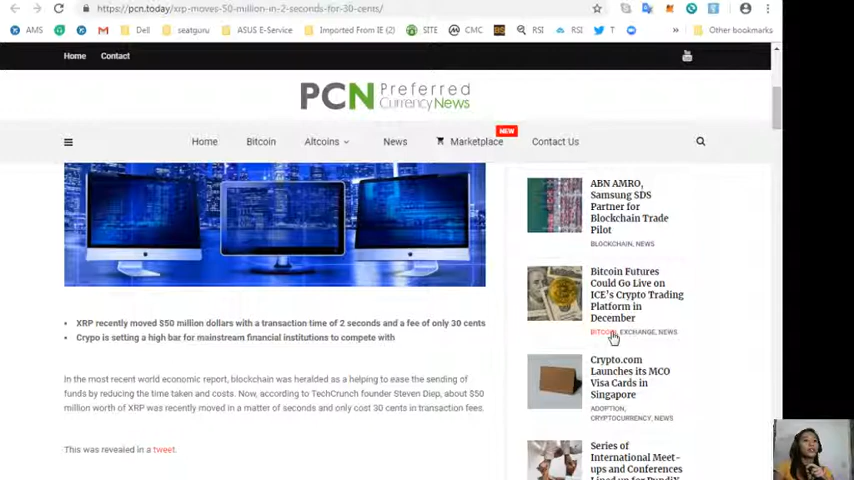 https://pcn.today/xrp-moves-50-million-in-2-seconds-for-30-cents/
AMS
Dell
seatguru
ASUS E-Service
Imported From IE (2)
SITE
CMC
RSI
RSI
T
»
Other bookmarks
Home
Contact
PCN Preferred
Currency News
Home
Bitcoin
Altcoins
News
Marketplace
NEW
Contact Us
ABN AMRO,
Samsung SDS
Partner for
Blockchain Trade
Pilot
BLOCKCHAIN, NEWS
Bitcoin Futures
Could Go Live on
ICE's Crypto Trading
Platform in
December
BITCOIN, EXCHANGE, NEWS
Crypto.com
Launches its MCO
Visa Cards in
Singapore
ADOPTION,
CRYPTOCURRENCY, NEWS
Series of
International Meet-
ups and Conferences
Lined up for PundiX
• XRP recently moved $50 million dollars with a transaction time of 2 seconds and a fee of only 30 cents
• Crypo is setting a high bar for mainstream financial institutions to compete with
In the most recent world economic report, blockchain was heralded as a helping to ease the sending of
funds by reducing the time taken and costs. Now, according to TechCrunch founder Steven Diep, about $50
million worth of XRP was recently moved in a matter of seconds and only cost 30 cents in transaction fees.
This was revealed in a tweet.